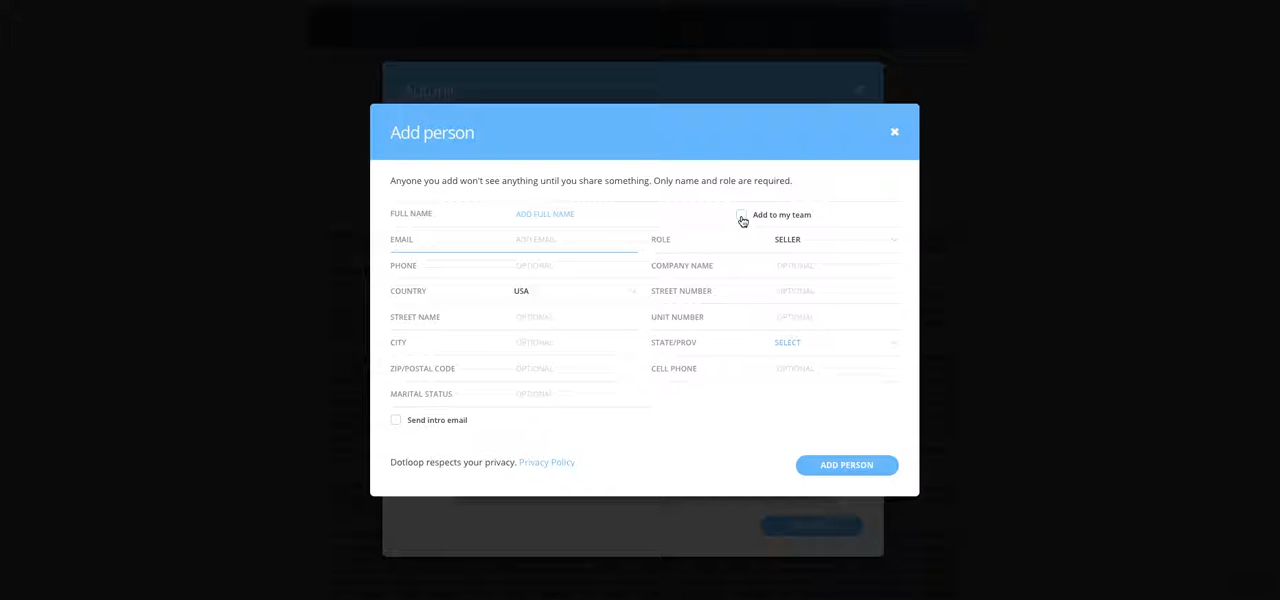 Add person
Anyone you add won't see anything until you share something. Only name and role are required.
FULL NAME ADD FULL NAME Add to my team
EMAIL ADD EMAIL ROLE SELLER
PHONE OPTIONAL COMPANY NAME OPTIONAL
COUNTRY USA STREET NUMBER OPTIONAL
STREET NAME OPTIONAL UNIT NUMBER OPTIONAL
CITY OPTIONAL STATE/PROV SELECT
ZIP/POSTAL CODE OPTIONAL CELL PHONE OPTIONAL
MARITAL STATUS OPTIONAL
Send intro email
Dotloop respects your privacy. Privacy Policy
ADD PERSON